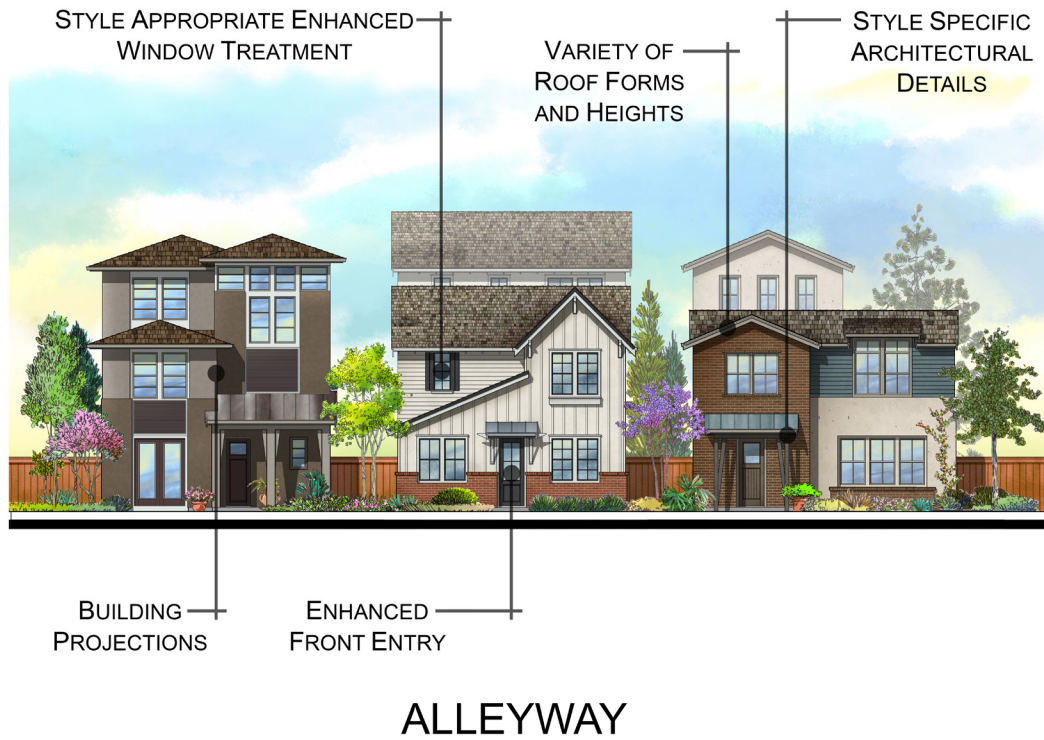 STYLE APPROPRIATE ENHANCED
WINDOW TREATMENT
VARIETY OF
ROOF FORMS
AND HEIGHTS
STYLE SPECIFIC
ARCHITECTURAL
DETAILS
BUILDING
PROJECTIONS
ENHANCED
FRONT ENTRY
ALLEYWAY